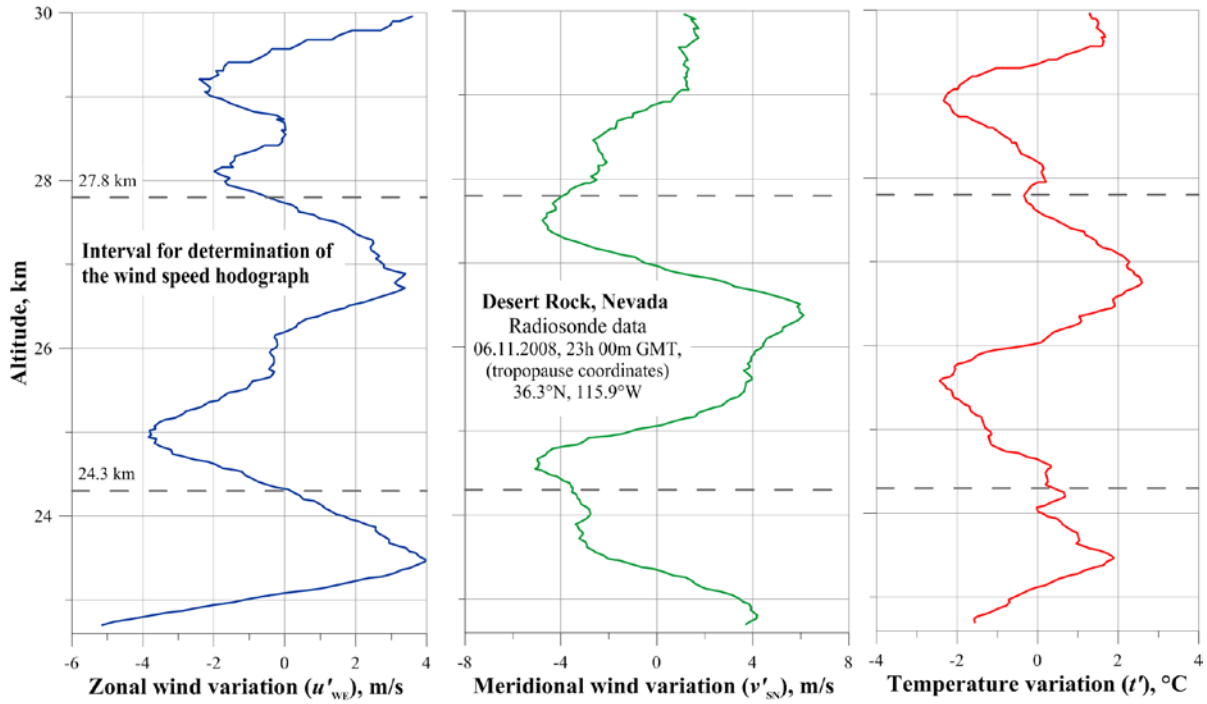 30
28
26
24
Altitude, km
27.8 km
Interval for determination of
the wind speed hodograph
24.3 km
-6 -4 -2 0 2 4
Zonal wind variation (u'WE), m/s
Desert Rock, Nevada
Radiosonde data
06.11.2008, 23h 00m GMT,
(tropopause coordinates)
36.3°N, 115.9°W
-8 -4 0 4 8
Meridional wind variation (v'SN), m/s
-4 -2 0 2 4
Temperature variation (t'), °C